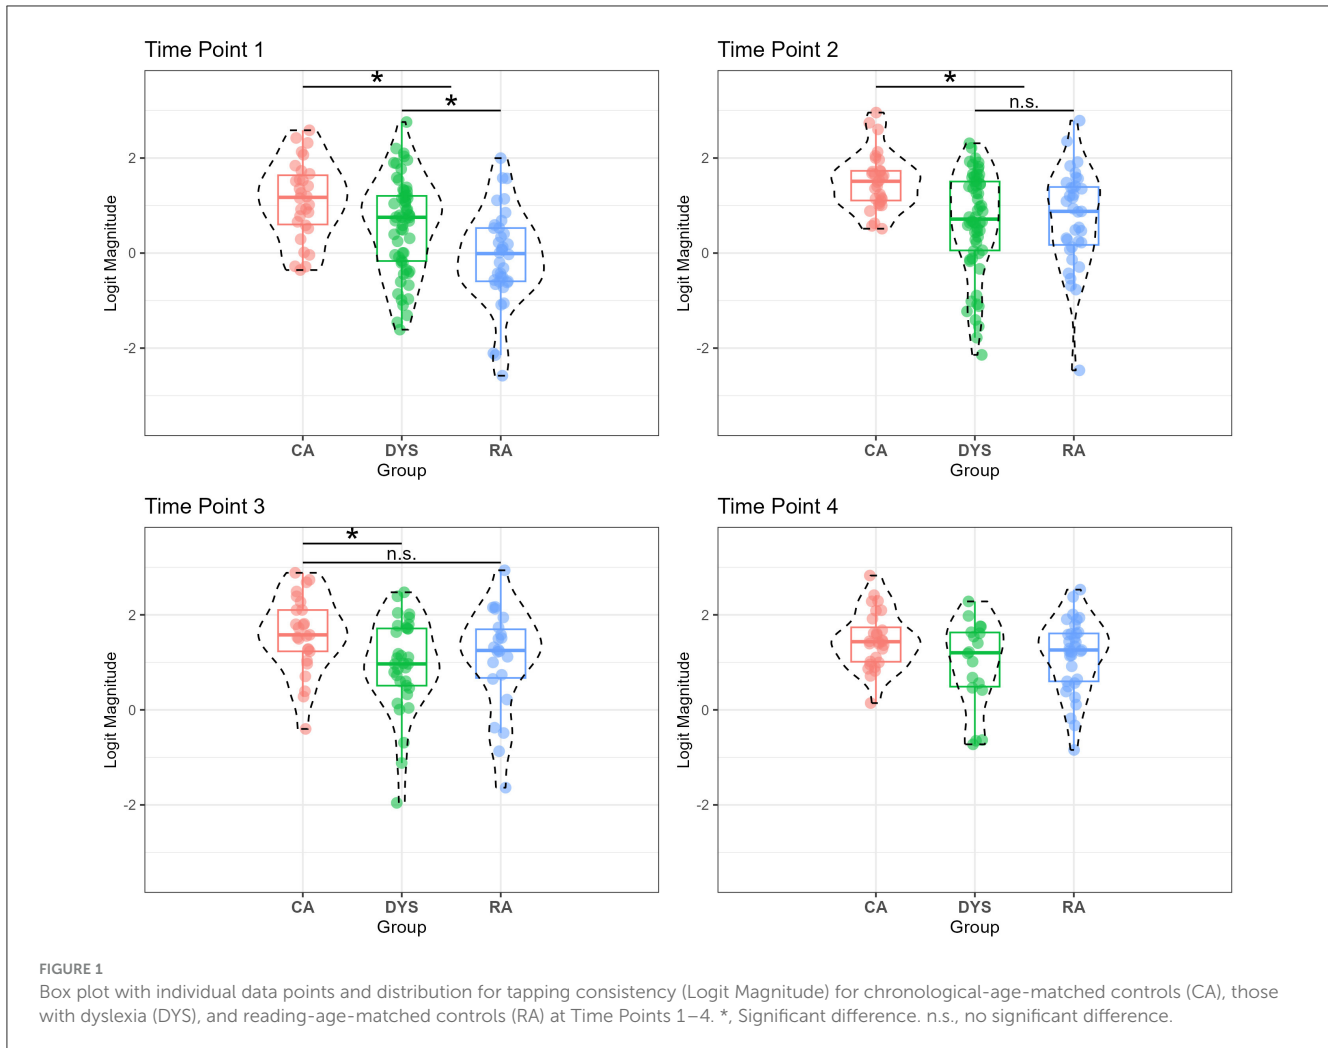 Time Point 1
*
*
2
0
-2
Logit Magnitude
CA DYS RA
Group
Time Point 2
*
n.s.
2
0
-2
Logit Magnitude
CA DYS RA
Group
Time Point 3
*
n.s.
2
0
-2
Logit Magnitude
CA DYS RA
Group
Time Point 4
2
0
-2
Logit Magnitude
CA DYS RA
Group
FIGURE 1
Box plot with individual data points and distribution for tapping consistency (Logit Magnitude) for chronological-age-matched controls (CA), those
with dyslexia (DYS), and reading-age-matched controls (RA) at Time Points 1–4. *, Significant difference. n.s., no significant difference.